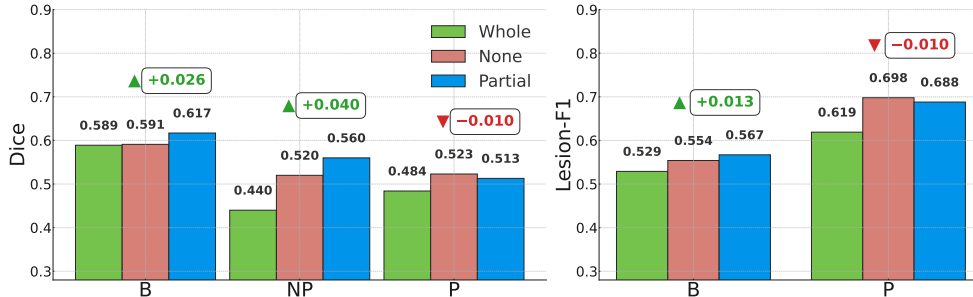 0.9
0.8
0.7
0.6
0.5
0.4
0.3
Dice
Whole
None
Partial
▲ +0.026
▲ +0.040
▼ −0.010
0.589 0.591 0.617
0.440 0.520 0.560
0.484 0.523 0.513
B NP P
0.9
0.8
0.7
0.6
0.5
0.4
0.3
Lesion-F1
▲ +0.013
▼ −0.010
0.529 0.554 0.567
0.619 0.698 0.688
B P